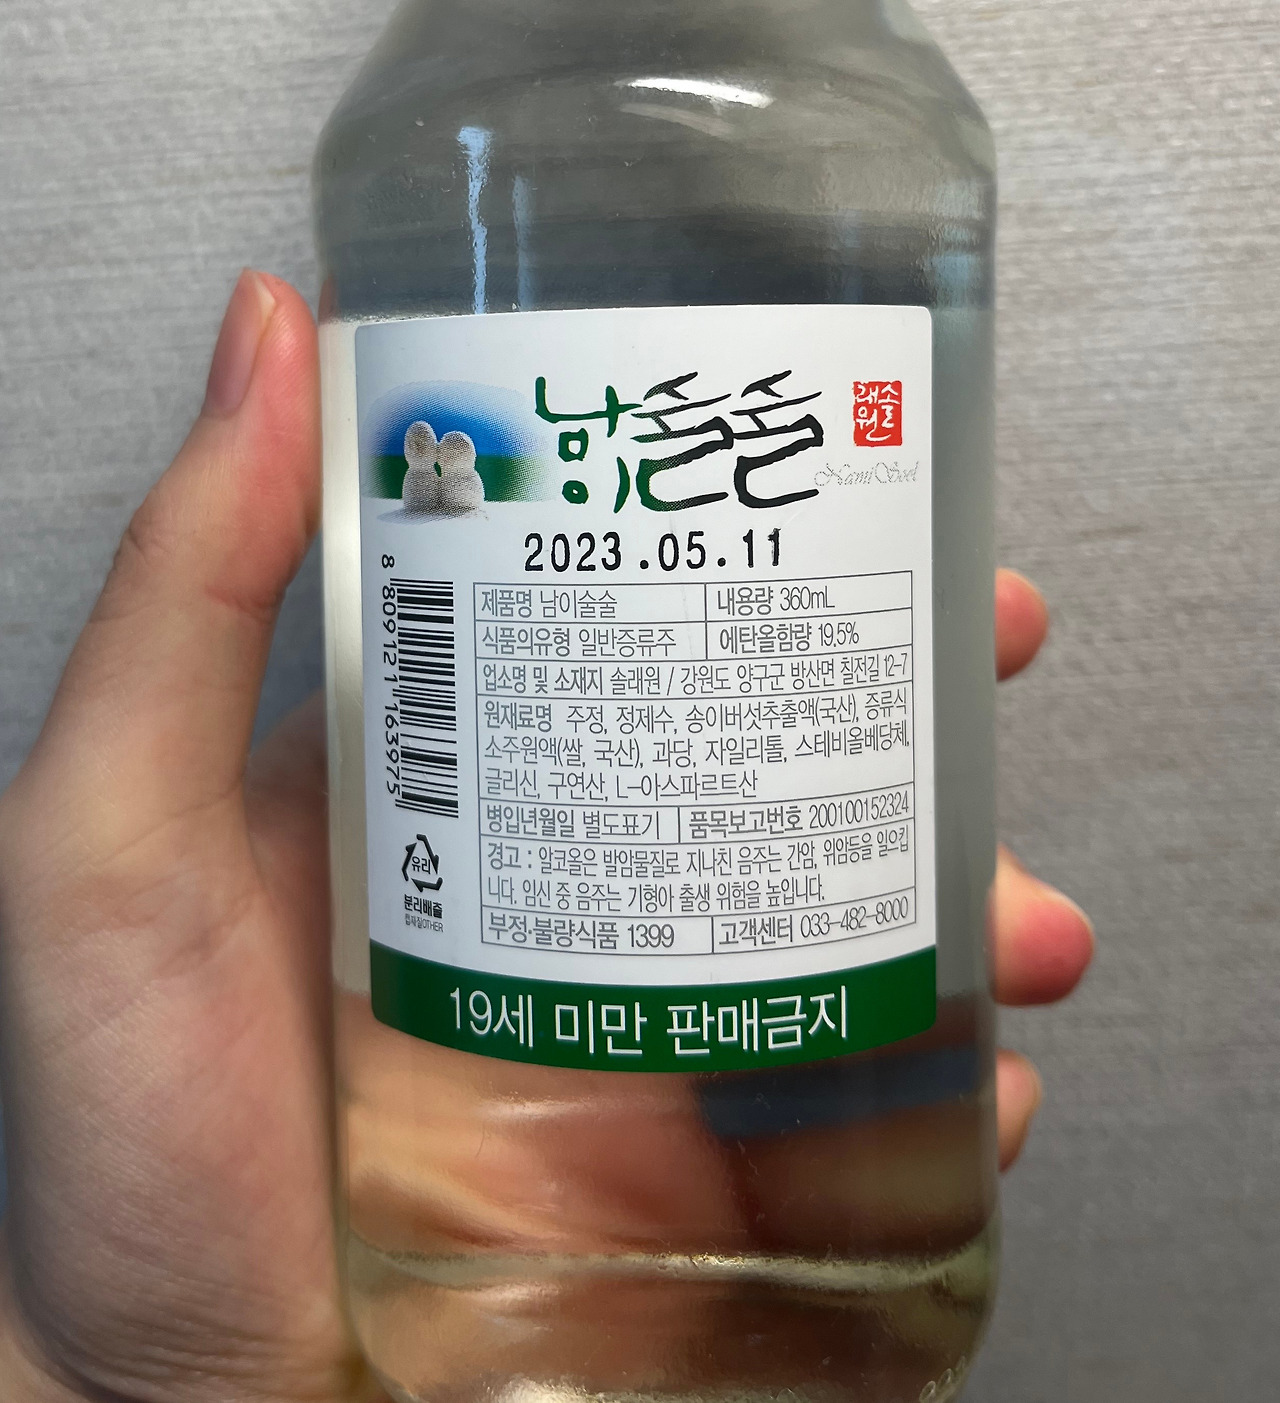 남이술술
솔래원
Nami Sool
2023.05.11
제품명 남이술술
내용량 360mL
식품의유형 일반증류주
에탄올함량 19.5%
업소명 및 소재지 솔래원 / 강원도 양구군 방산면 칠전길 12-7
원재료명 주정, 정제수, 송이버섯추출액(국산), 증류식
소주원액(쌀, 국산), 과당, 자일리톨, 스테비올배당체,
글리신, 구연산, L-아스파르트산
병입년월일 별도표기
품목보고번호 200100152324
경고 : 알코올은 발암물질로 지나친 음주는 간암, 위암등을 일으킵
니다. 임신 중 음주는 기형아 출생 위험을 높입니다.
부정·불량식품 1399
고객센터 033-482-8000
8 809121 163975
유리
분리배출
캡재질OTHER
19세 미만 판매금지